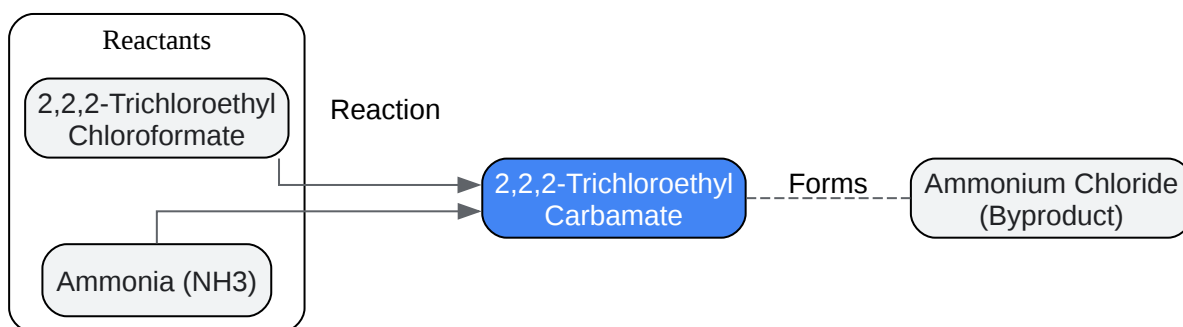 Reactants
2,2,2-Trichloroethyl
Chloroformate
Reaction
2,2,2-Trichloroethyl
Carbamate
Forms
Ammonium Chloride
(Byproduct)
Ammonia (NH3)